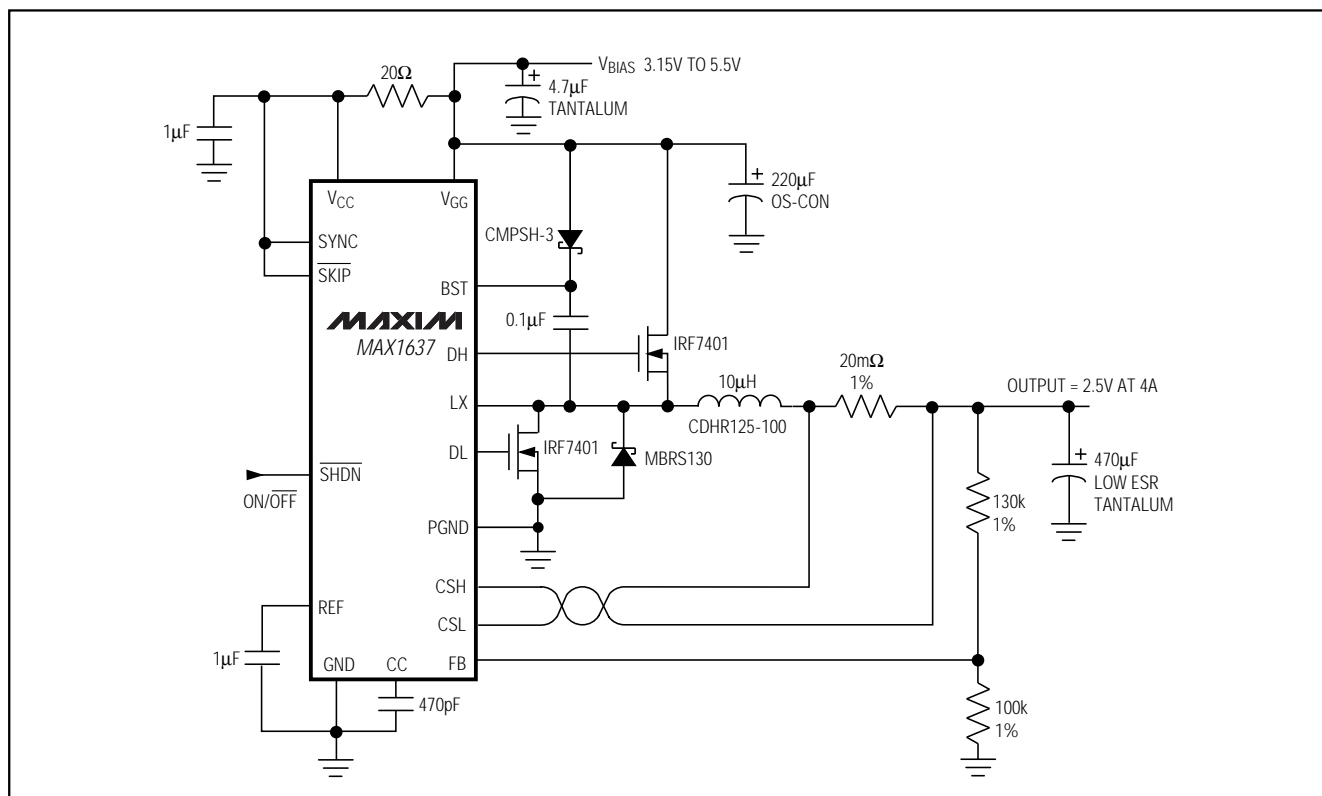 V_BIAS 3.15V TO 5.5V
20Ω
4.7µF
TANTALUM
1µF
V_CC
V_GG
220µF
OS-CON
SYNC
CMPSH-3
S̅K̅I̅P̅
BST
MAXIM
MAX1637
0.1µF
DH
IRF7401
20mΩ
1%
10µH
OUTPUT = 2.5V AT 4A
LX
CDHR125-100
DL
IRF7401
MBRS130
470µF
LOW ESR
TANTALUM
S̅H̅D̅N̅
ON/O̅F̅F̅
130k
1%
PGND
CSH
REF
CSL
1µF
GND
CC
FB
470pF
100k
1%